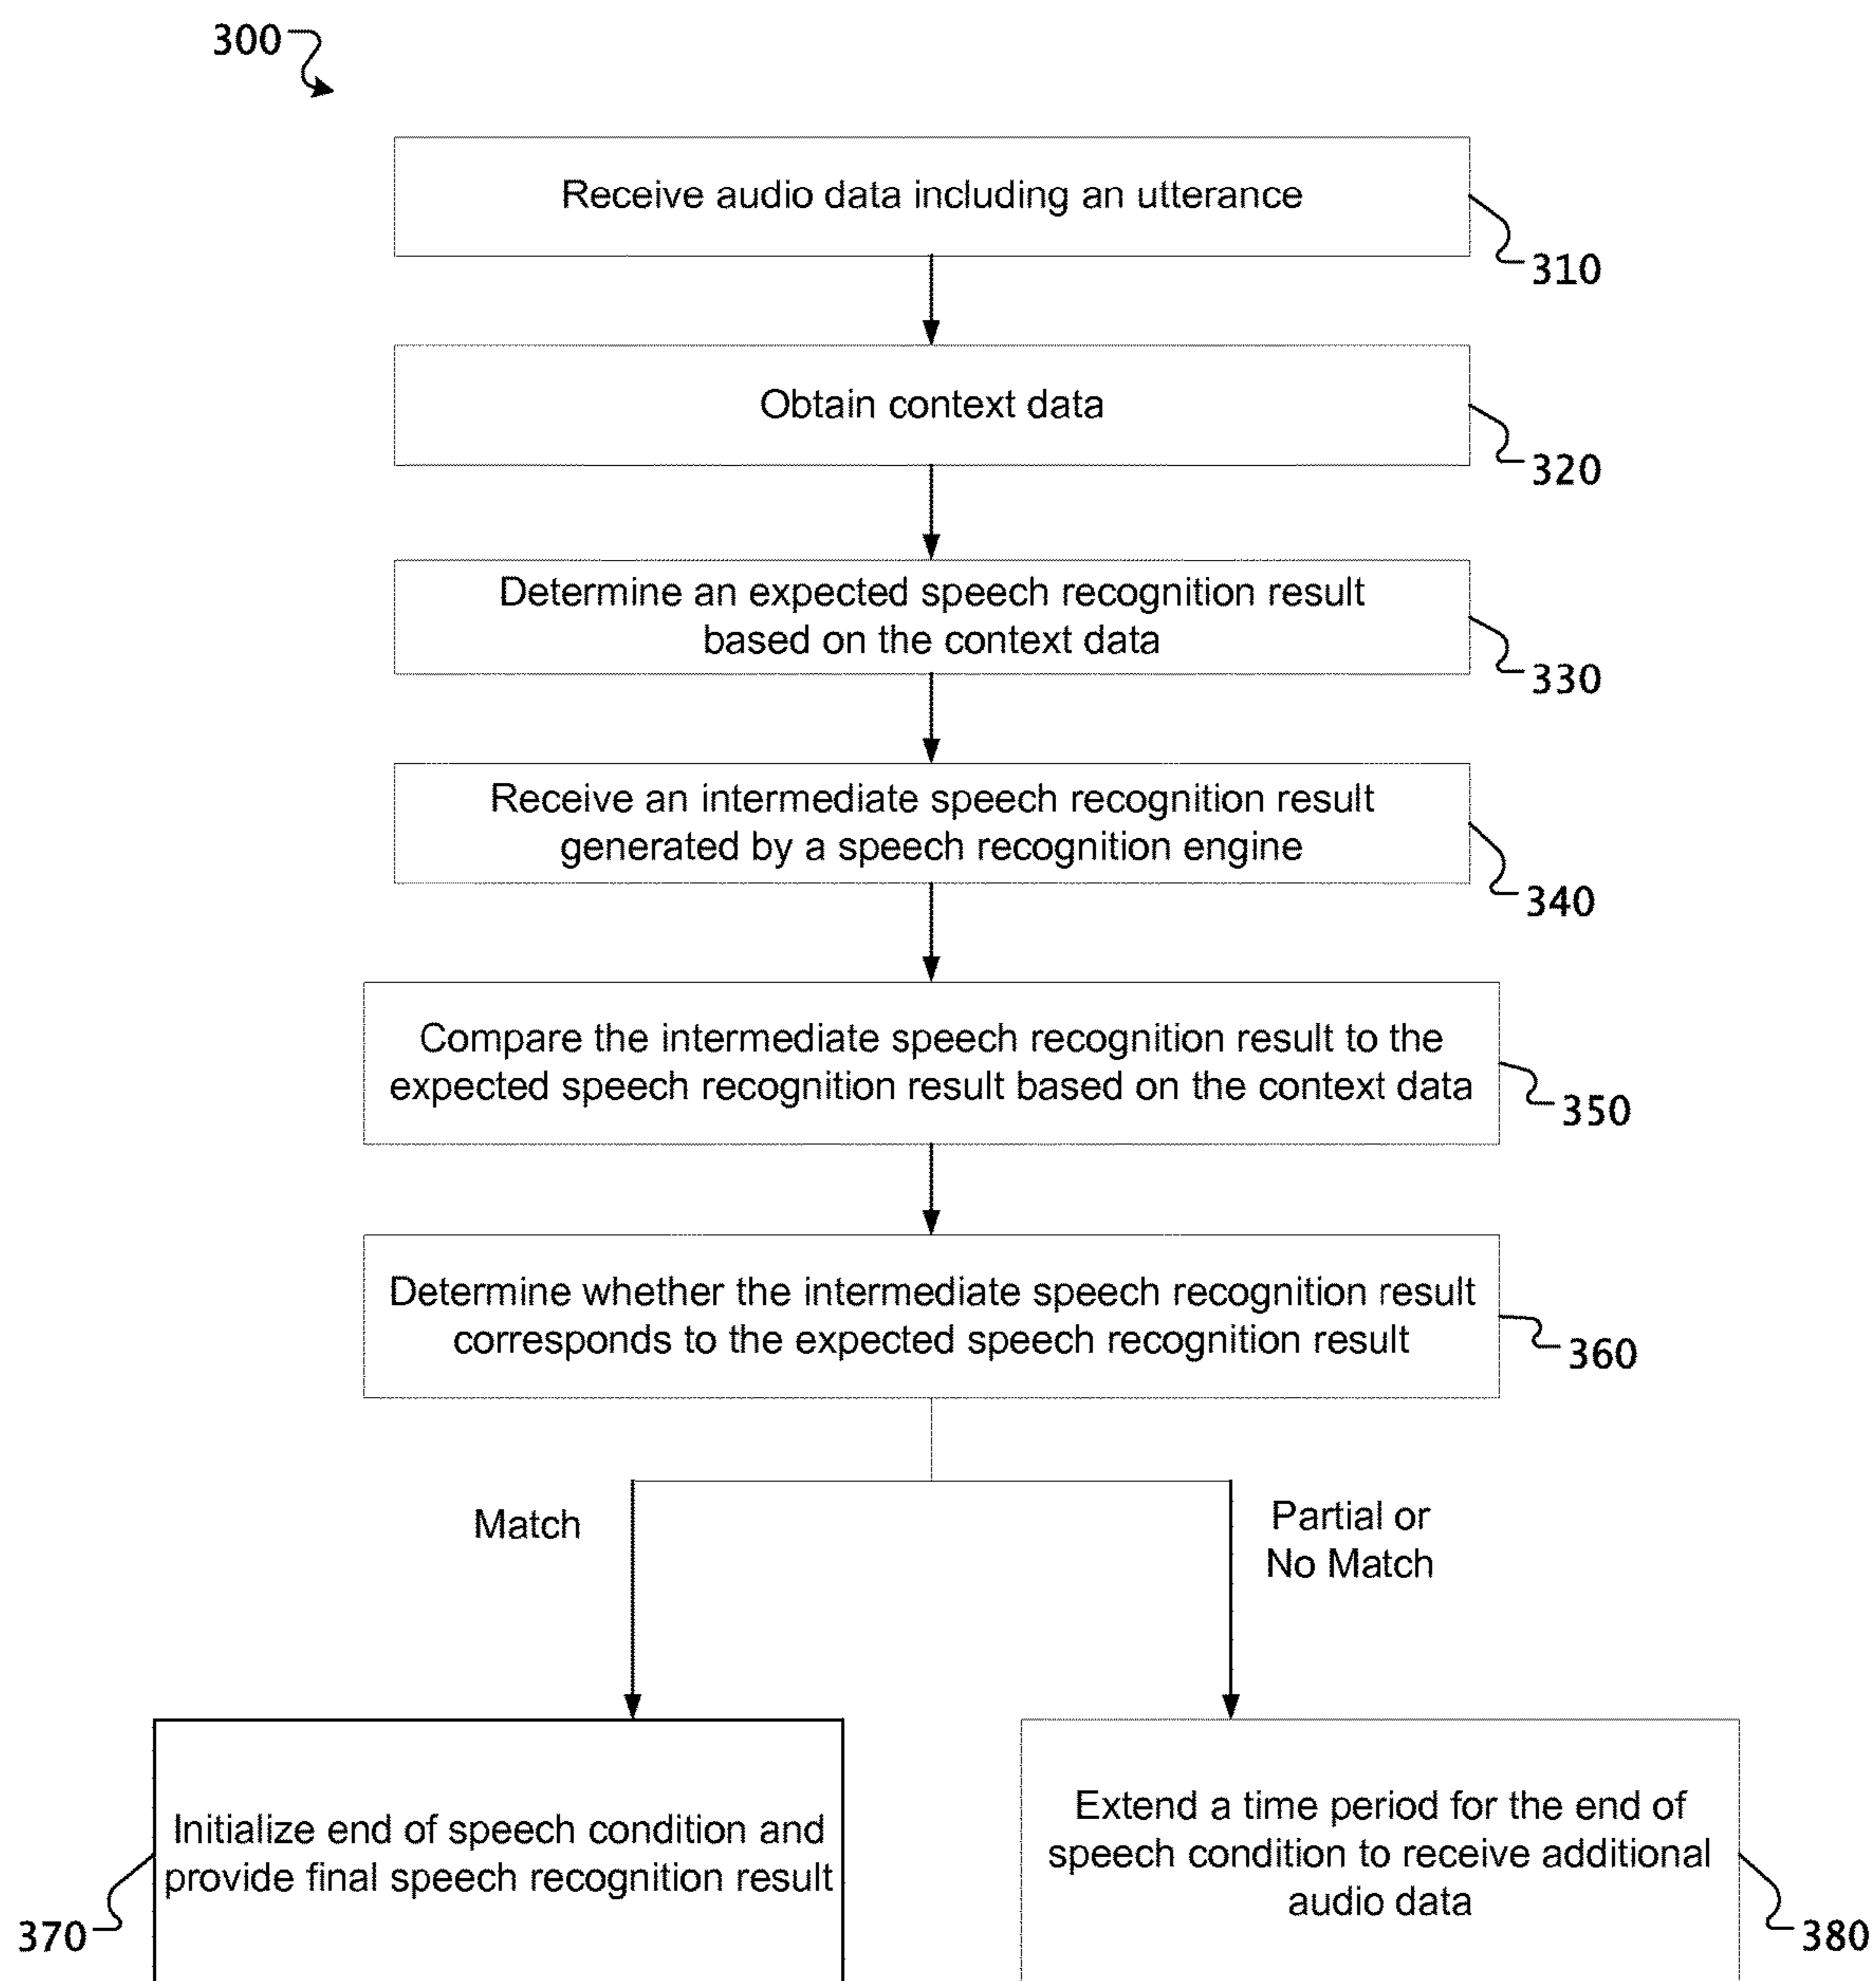 300
Receive audio data including an utterance
310
Obtain context data
320
Determine an expected speech recognition result
based on the context data
330
Receive an intermediate speech recognition result
generated by a speech recognition engine
340
Compare the intermediate speech recognition result to the
expected speech recognition result based on the context data
350
Determine whether the intermediate speech recognition result
corresponds to the expected speech recognition result
360
Match
Partial or
No Match
Initialize end of speech condition and
provide final speech recognition result
370
Extend a time period for the end of
speech condition to receive additional
audio data
380